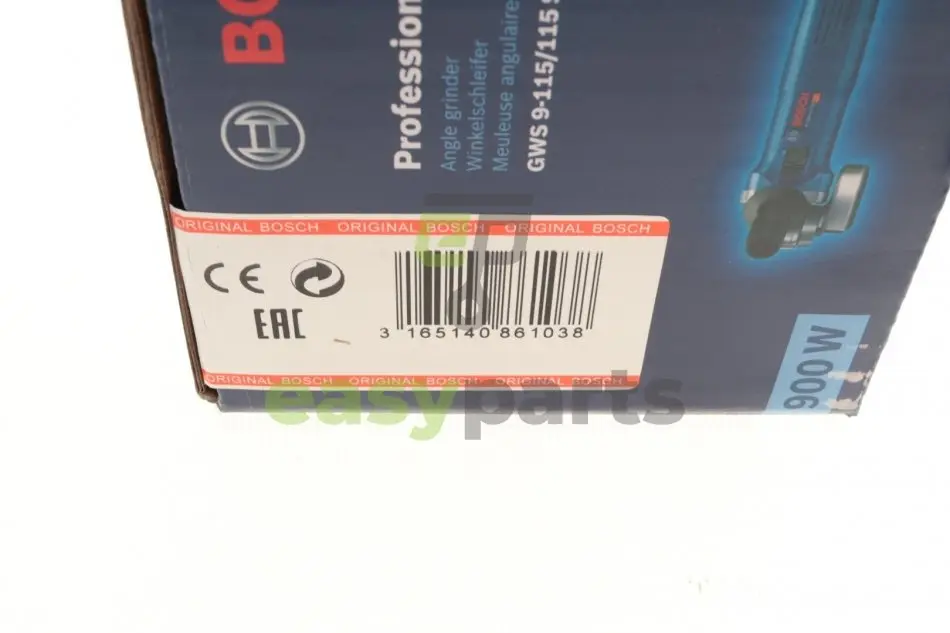 Profession
Angle grinder
Winkelschleifer
Meuleuse angulaire
GWS 9-115/115
ORIGINAL BOSCH ORIGINAL BOSCH ORIGINAL BOSCH
CE
EAC
3 165140 861038
ORIGINAL BOSCH ORIGINAL BOSCH ORIGINAL BOSCH
900 W
easyparts